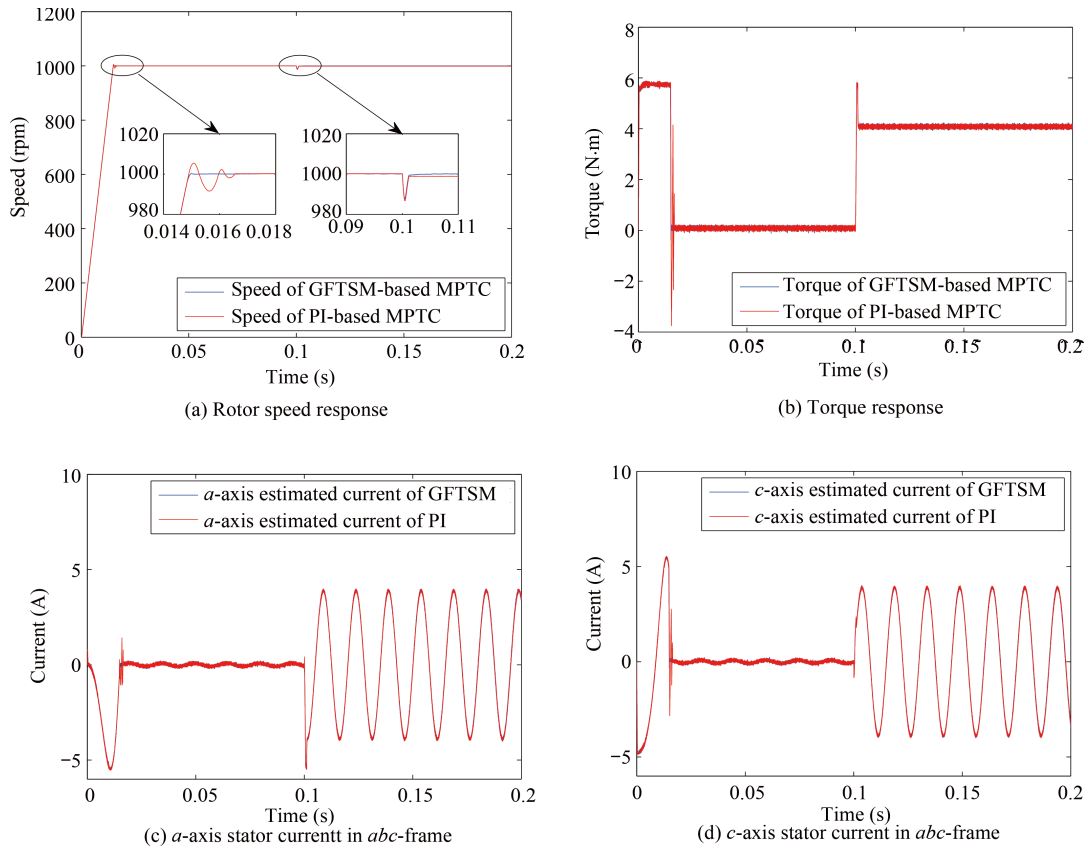 1200
1000
800
600
400
200
0
Speed (rpm)
1020
1000
980
0.014 0.016 0.018
1020
1000
980
0.09 0.1 0.11
Speed of GFTSM-based MPTC
Speed of PI-based MPTC
0 0.05 0.1 0.15 0.2
Time (s)
(a) Rotor speed response
8
6
4
2
0
−2
−4
Torque (N·m)
Torque of GFTSM-based MPTC
Torque of PI-based MPTC
0 0.05 0.1 0.15 0.2
Time (s)
(b) Torque response
10
5
0
−5
Current (A)
a-axis estimated current of GFTSM
a-axis estimated current of PI
0 0.05 0.1 0.15 0.2
Time (s)
(c) a-axis stator currentt in abc-frame
10
5
0
−5
Current (A)
c-axis estimated current of GFTSM
c-axis estimated current of PI
0 0.05 0.1 0.15 0.2
Time (s)
(d) c-axis stator current in abc-frame